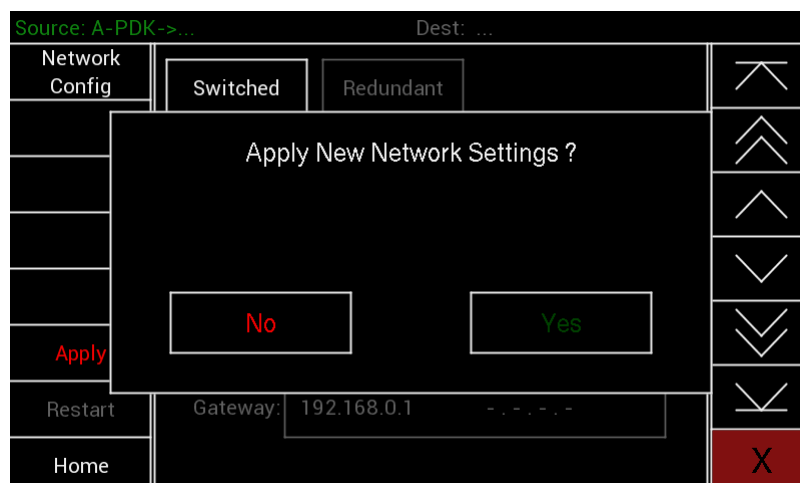 Source: A-PDK->... Dest: ...
Network
Config
Switched Redundant
Apply New Network Settings ?
No Yes
Apply
Restart Gateway: 192.168.0.1 -.-.-.-
Home X